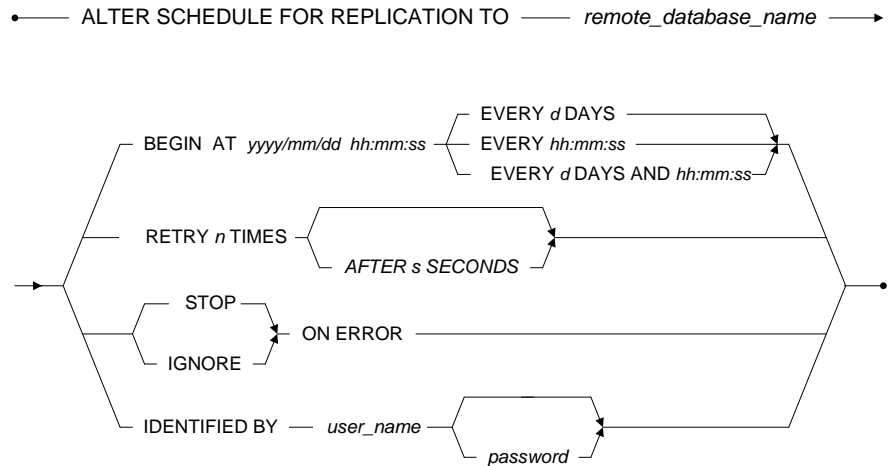 ALTER SCHEDULE FOR REPLICATION TO remote_database_name
BEGIN AT yyyy/mm/dd hh:mm:ss
EVERY d DAYS
EVERY hh:mm:ss
EVERY d DAYS AND hh:mm:ss
RETRY n TIMES
AFTER s SECONDS
STOP
IGNORE
ON ERROR
IDENTIFIED BY user_name
password